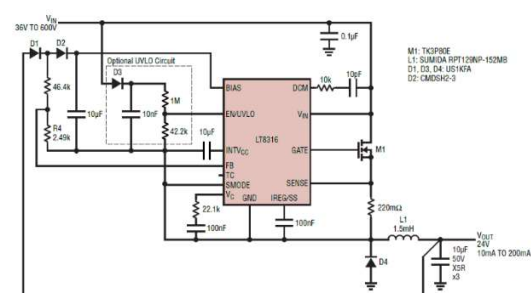 VIN
36V TO 600V
D1
D2
Optional UVLO Circuit
D3
46.4k
R4
2.49k
10µF
10nF
1M
42.2k
10µF
BIAS
EN/UVLO
INTVCC
FB
TC
SMODE
VC
LT8316
GND
IREG/SS
DCM
VIN
GATE
SENSE
10k
10pF
0.1µF
M1
M1: TK3P80E
L1: SUMIDA RPT129NP-152MB
D1, D3, D4: US1KFA
D2: CMDSH2-3
22.1k
100nF
100nF
220mΩ
L1
1.5mH
D4
VOUT
24V
10mA TO 200mA
10µF
50V
X5R
x3